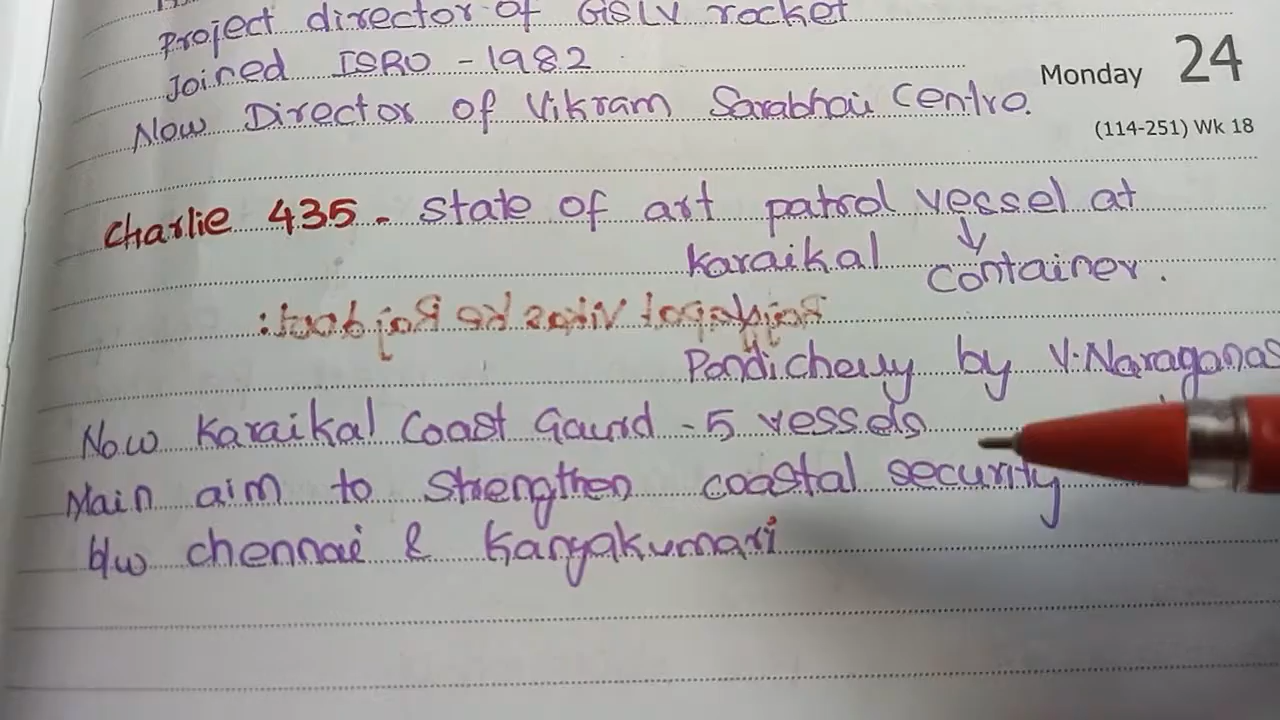 Project director of GSLV rocket
Joined ISRO - 1982
Monday 24
Now Director of Vikram Sarabhai Centre.
(114-251) Wk 18
Charlie 435 - State of art patrol vessel at
Karaikal
↓
Container.
Pondicherry by V.Narayanas
Now Karaikal Coast Gaurd - 5 vessels
Main aim to strengthen coastal security
b/w chennai & Kanyakumari